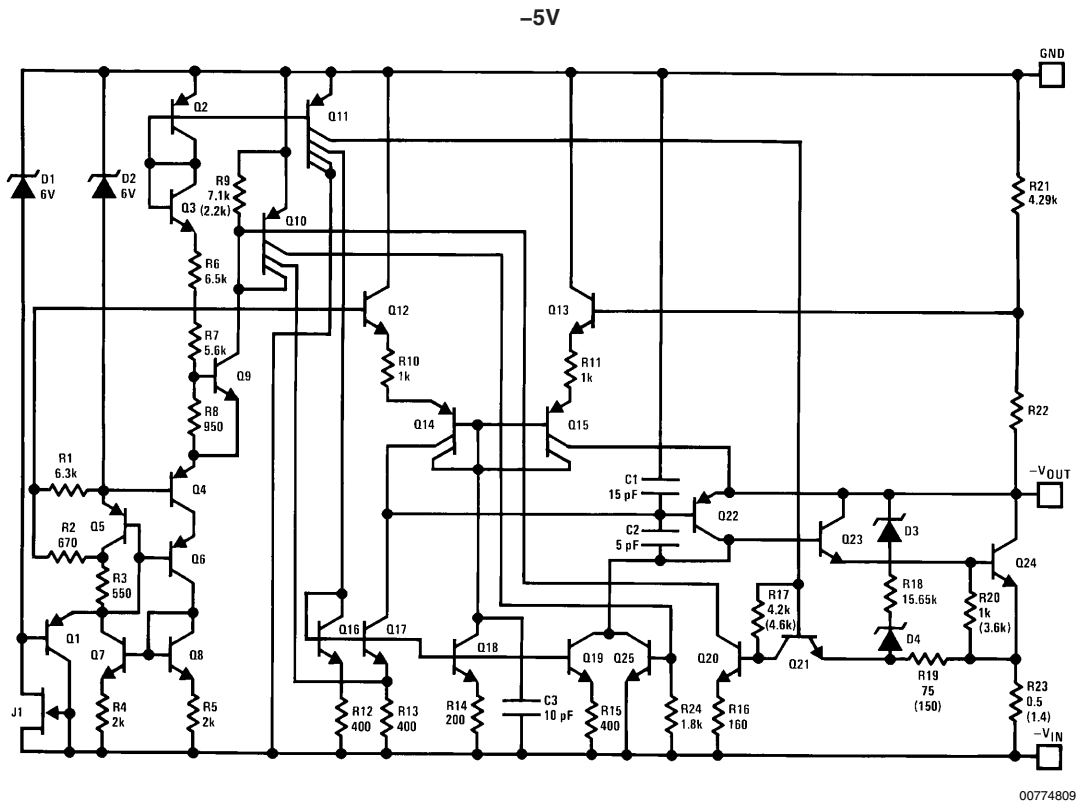 –5V
GND
Q2
Q11
D1
6V
D2
6V
R9
7.1k
(2.2k)
Q3
Q10
R21
4.29k
R6
6.5k
Q12
Q13
R7
5.6k
R10
1k
R11
1k
Q9
R8
950
R22
Q14
Q15
R1
6.3k
C1
15 pF
–VOUT
Q4
Q5
Q22
R2
670
C2
5 pF
Q23
D3
Q6
Q24
R3
550
R18
15.65k
R17
4.2k
(4.6k)
R20
1k
(3.6k)
Q1
Q7
Q8
Q16
Q17
Q18
Q19
Q25
Q20
Q21
D4
R19
75
(150)
J1
R4
2k
R5
2k
R12
400
R13
400
R14
200
C3
10 pF
R15
400
R24
1.8k
R16
160
R23
0.5
(1.4)
–VIN
00774809